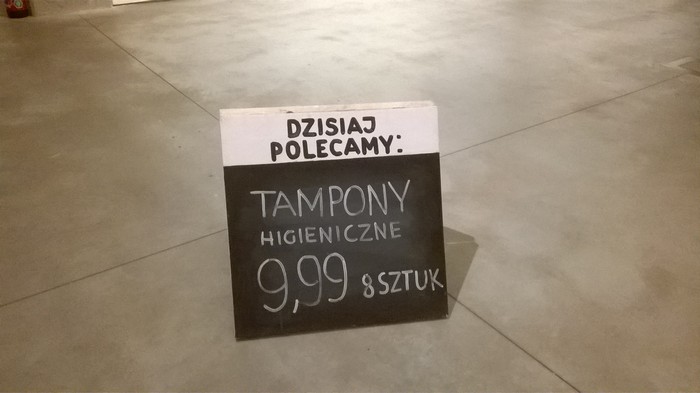 DZISIAJ
POLECAMY:
TAMPONY
HIGIENICZNE
9,99 8 SZTUK